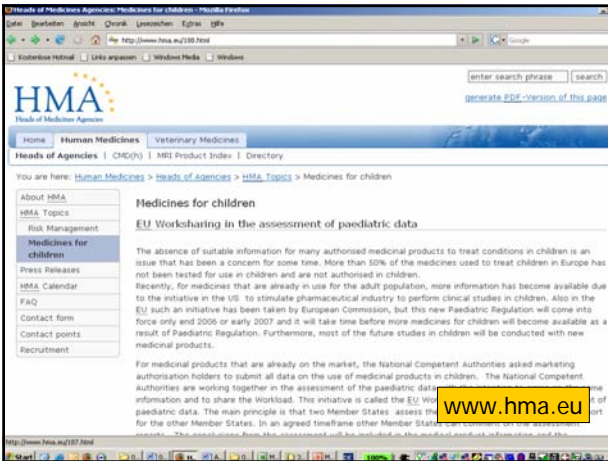 Heads of Medicines Agencies: Medicines for children - Mozilla Firefox
Datei Bearbeiten Ansicht Chronik Lesezeichen Extras Hilfe
http://www.hma.eu/188.html
Google
Kostenlose Hotmail Links anpassen Windows Media Windows
enter search phrase search
HMA
Heads of Medicines Agencies
generate PDF-Version of this page
Home Human Medicines Veterinary Medicines
Heads of Agencies | CMD(h) | MRI Product Index | Directory
You are here: Human Medicines > Heads of Agencies > HMA Topics > Medicines for children
About HMA
HMA Topics
Risk Management
Medicines for children
Press Releases
HMA Calendar
FAQ
Contact form
Contact points
Recruitment
Medicines for children
EU Worksharing in the assessment of paediatric data
The absence of suitable information for many authorised medicinal products to treat conditions in children is an
issue that has been a concern for some time. More than 50% of the medicines used to treat children in Europe has
not been tested for use in children and are not authorised in children.
Recently, for medicines that are already in use for the adult population, more information has become available due
to the initiative in the US to stimulate pharmaceutical industry to perform clinical studies in children. Also in the
EU such an initiative has been taken by European Commission, but this new Paediatric Regulation will come into
force only end 2006 or early 2007 and it will take time before more medicines for children will become available as a
result of Paediatric Regulation. Furthermore, most of the future studies in children will be conducted with new
medicinal products.
For medicinal products that are already on the market, the National Competent Authorities asked marketing
authorisation holders to submit all data on the use of medicinal products in children. The National Competent
Authorities are working together in the assessment of the paediatric data
information and to share the Workload. This initiative is called the EU
paediatric data. The main principle is that two Member States assess the
for the other Member States. In an agreed timeframe other Member States
www.hma.eu
http://www.hma.eu/187.html
Start
100%